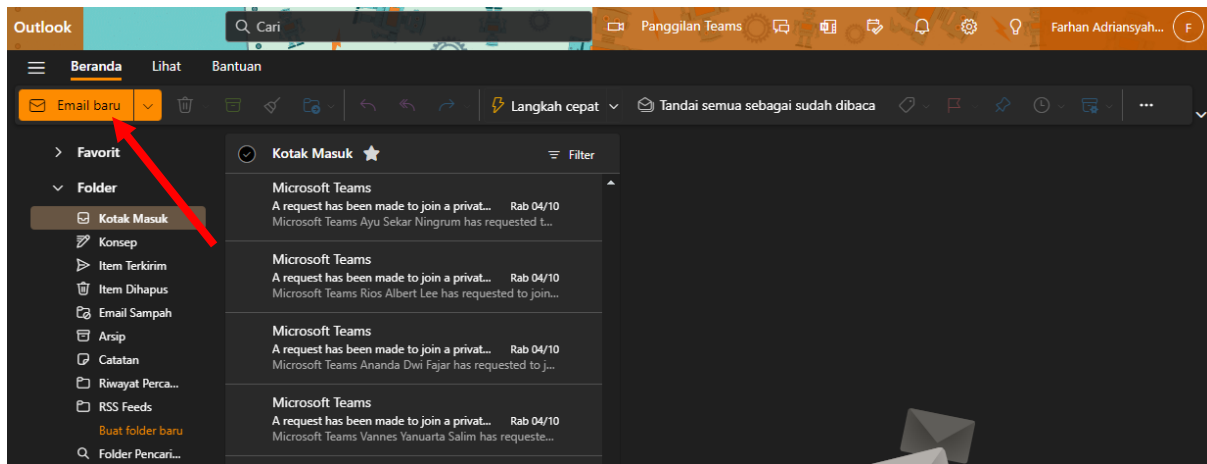 Outlook
Cari
Panggilan Teams
Farhan Adriansyah...
F
Beranda Lihat Bantuan
Email baru
Langkah cepat
Tandai semua sebagai sudah dibaca
Favorit
Folder
Kotak Masuk
Konsep
Item Terkirim
Item Dihapus
Email Sampah
Arsip
Catatan
Riwayat Perca...
RSS Feeds
Buat folder baru
Folder Pencari...
Kotak Masuk
Filter
Microsoft Teams
A request has been made to join a privat... Rab 04/10
Microsoft Teams Ayu Sekar Ningrum has requested t...
Microsoft Teams
A request has been made to join a privat... Rab 04/10
Microsoft Teams Rios Albert Lee has requested to join...
Microsoft Teams
A request has been made to join a privat... Rab 04/10
Microsoft Teams Ananda Dwi Fajar has requested to j...
Microsoft Teams
A request has been made to join a privat... Rab 04/10
Microsoft Teams Vannes Yanuarta Salim has requeste...